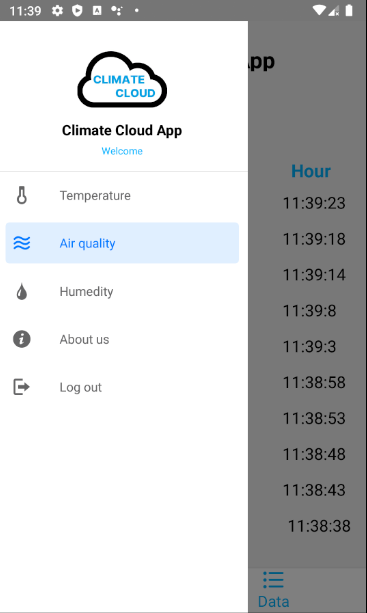 11:39
CLIMATE
CLOUD
Climate Cloud App
Welcome
Temperature
Air quality
Humedity
About us
Log out
App
Hour
11:39:23
11:39:18
11:39:14
11:39:8
11:39:3
11:38:58
11:38:53
11:38:48
11:38:43
11:38:38
Data